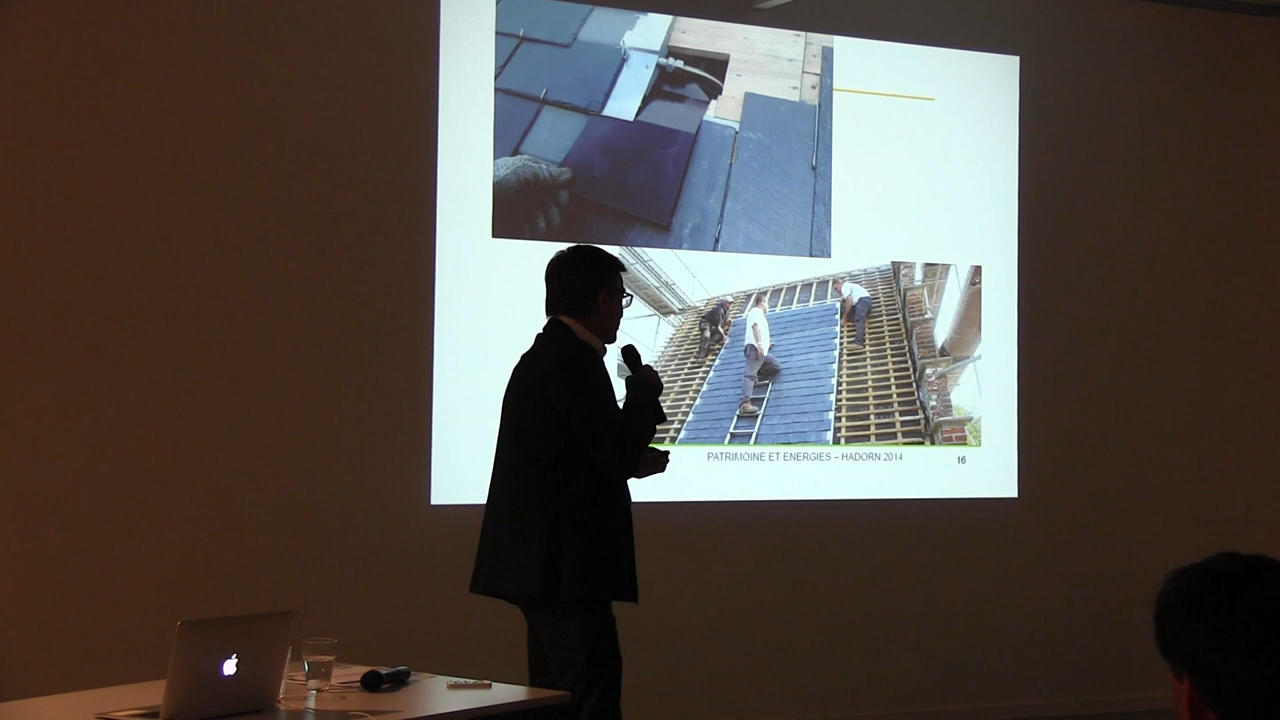 PATRIMOINE ET ENERGIES – HADORN 2014
16